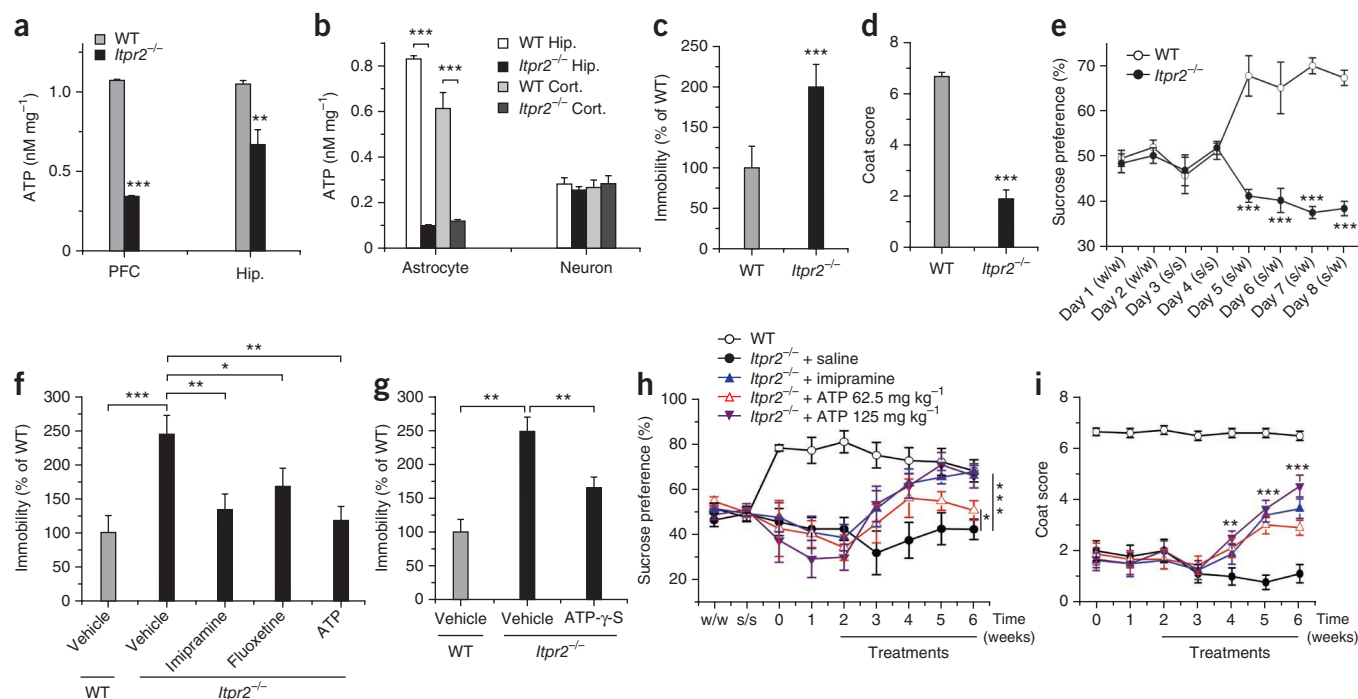 a
WT
Itpr2–/–
ATP (nM mg–1)
1.0
0.5
0
***
**
PFC
Hip.
b
WT Hip.
Itpr2–/– Hip.
WT Cort.
Itpr2–/– Cort.
ATP (nM mg–1)
0.8
0.6
0.4
0.2
0
***
***
Astrocyte
Neuron
c
Immobility (% of WT)
250
200
150
100
50
0
***
WT
Itpr2–/–
d
Coat score
8
6
4
2
0
***
WT
Itpr2–/–
e
WT
Itpr2–/–
Sucrose preference (%)
70
60
50
40
30
***
***
***
***
Day 1 (w/w)
Day 2 (w/w)
Day 3 (s/s)
Day 4 (s/s)
Day 5 (s/w)
Day 6 (s/w)
Day 7 (s/w)
Day 8 (s/w)
f
Immobility (% of WT)
300
250
200
150
100
50
0
***
**
*
**
Vehicle
Vehicle
Imipramine
Fluoxetine
ATP
WT
Itpr2–/–
g
Immobility (% of WT)
300
250
200
150
100
50
0
**
**
Vehicle
Vehicle
ATP-γ-S
WT
Itpr2–/–
h
WT
Itpr2–/– + saline
Itpr2–/– + imipramine
Itpr2–/– + ATP 62.5 mg kg–1
Itpr2–/– + ATP 125 mg kg–1
Sucrose preference (%)
100
80
60
40
20
*
***
w/w s/s 0 1 2 3 4 5 6 Time
(weeks)
Treatments
i
Coat score
8
6
4
2
0
**
***
***
0 1 2 3 4 5 6 Time
(weeks)
Treatments